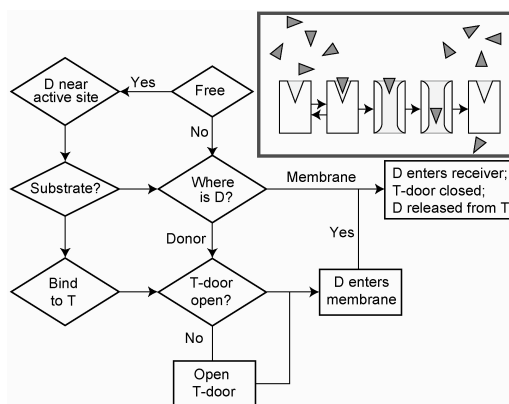 D near
active site
Yes
Free
No
Substrate?
Where
is D?
Membrane
D enters receiver;
T-door closed;
D released from T
Donor
Yes
Bind
to T
T-door
open?
D enters
membrane
No
Open
T-door